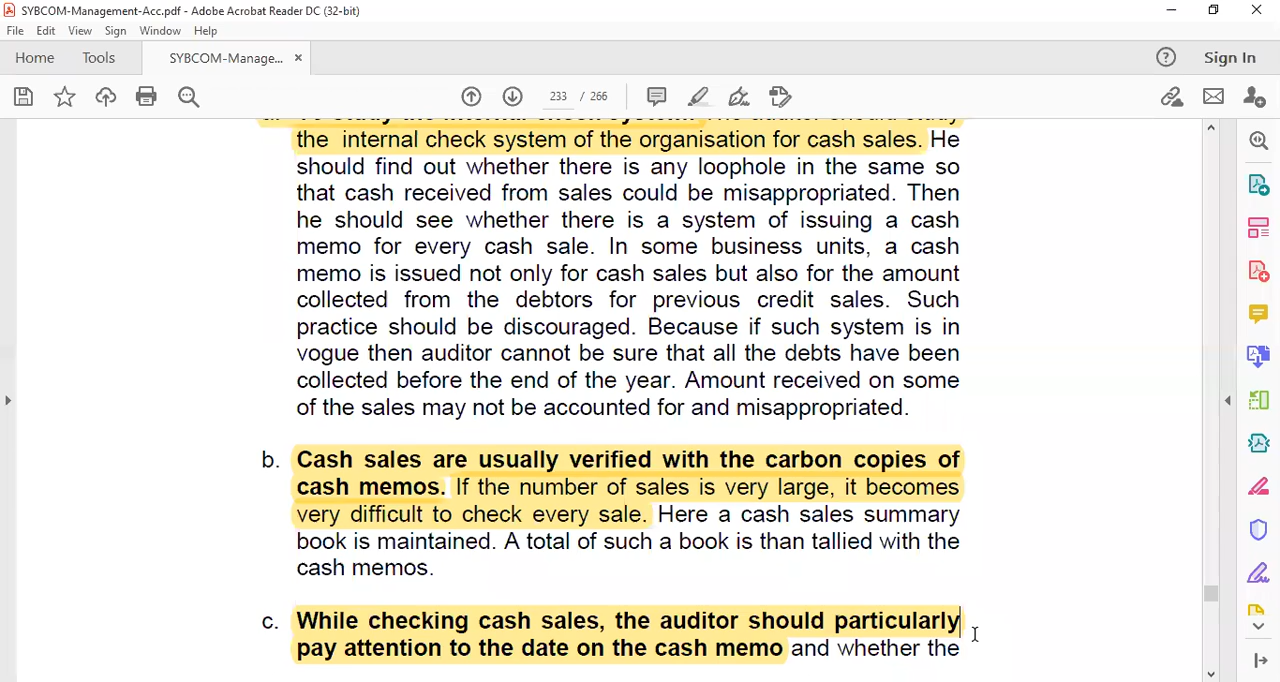 SYBCOM-Management-Acc.pdf - Adobe Acrobat Reader DC (32-bit)
File Edit View Sign Window Help
Home Tools SYBCOM-Manage... × Sign In
233 / 266
the internal check system of the organisation for cash sales. He
should find out whether there is any loophole in the same so
that cash received from sales could be misappropriated. Then
he should see whether there is a system of issuing a cash
memo for every cash sale. In some business units, a cash
memo is issued not only for cash sales but also for the amount
collected from the debtors for previous credit sales. Such
practice should be discouraged. Because if such system is in
vogue then auditor cannot be sure that all the debts have been
collected before the end of the year. Amount received on some
of the sales may not be accounted for and misappropriated.
b. Cash sales are usually verified with the carbon copies of
cash memos. If the number of sales is very large, it becomes
very difficult to check every sale. Here a cash sales summary
book is maintained. A total of such a book is than tallied with the
cash memos.
c. While checking cash sales, the auditor should particularly
pay attention to the date on the cash memo and whether the